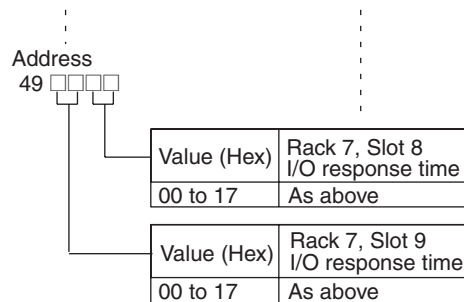 Address
49 □□□□
Value (Hex) Rack 7, Slot 8
I/O response time
00 to 17 As above
Value (Hex) Rack 7, Slot 9
I/O response time
00 to 17 As above